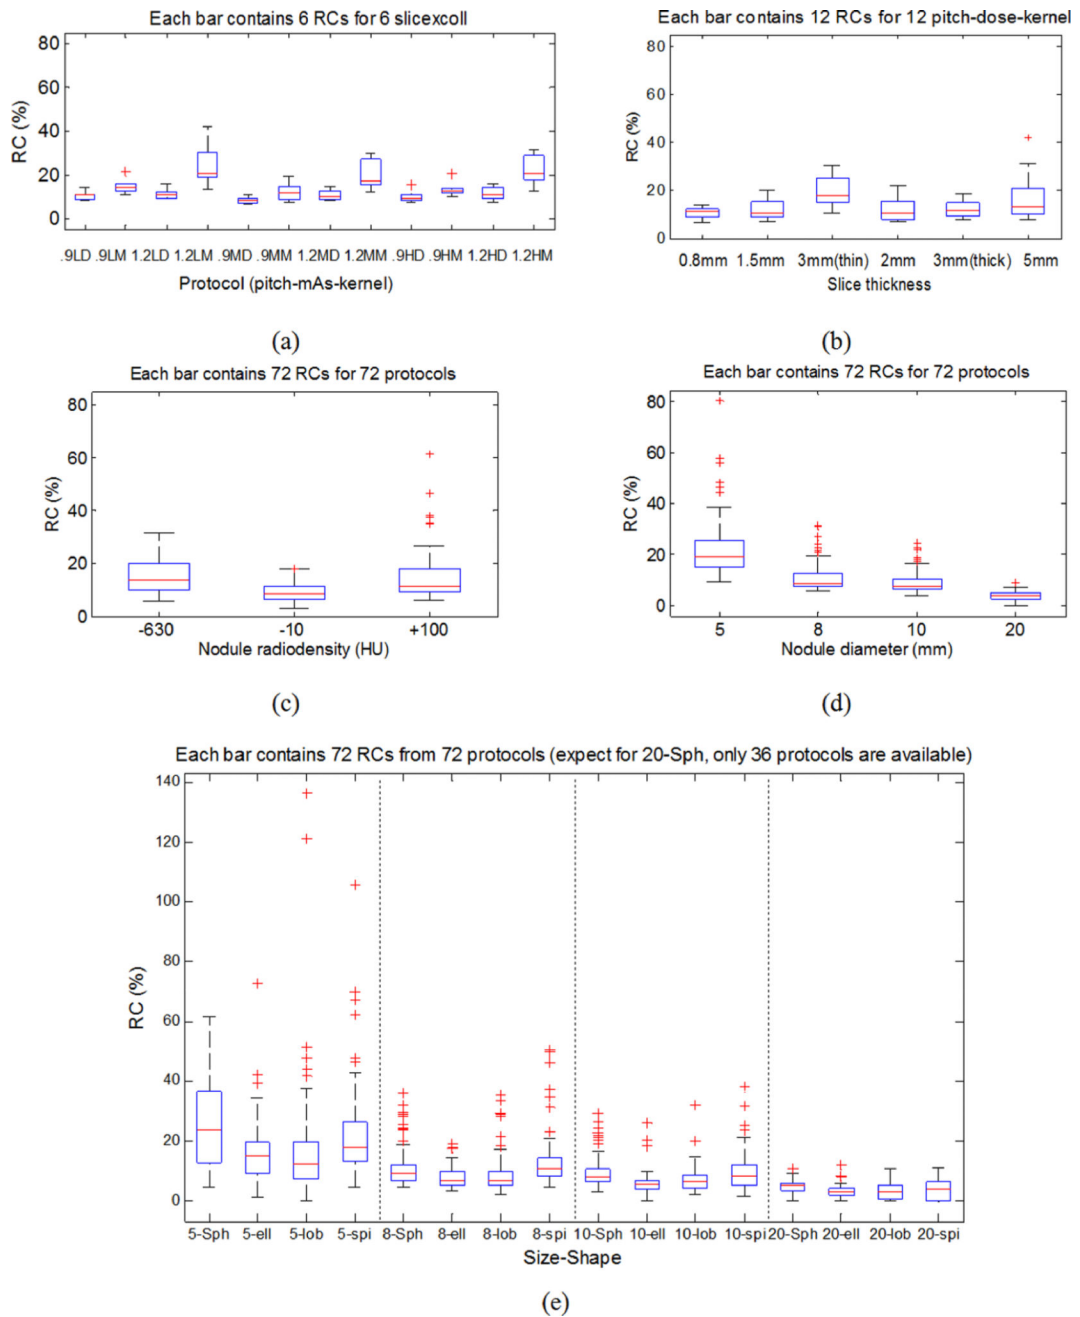 Each bar contains 6 RCs for 6 slicexcoll
80
60
40
20
0
RC (%)
.9LD .9LM 1.2LD 1.2LM .9MD .9MM 1.2MD 1.2MM .9HD .9HM 1.2HD 1.2HM
Protocol (pitch-mAs-kernel)
(a)
Each bar contains 12 RCs for 12 pitch-dose-kernel
80
60
40
20
0
RC (%)
0.8mm 1.5mm 3mm(thin) 2mm 3mm(thick) 5mm
Slice thickness
(b)
Each bar contains 72 RCs for 72 protocols
80
60
40
20
0
RC (%)
-630 -10 +100
Nodule radiodensity (HU)
(c)
Each bar contains 72 RCs for 72 protocols
80
60
40
20
0
RC (%)
5 8 10 20
Nodule diameter (mm)
(d)
Each bar contains 72 RCs from 72 protocols (expect for 20-Sph, only 36 protocols are available)
140
120
100
80
60
40
20
0
RC (%)
5-Sph 5-ell 5-lob 5-spi 8-Sph 8-ell 8-lob 8-spi 10-Sph 10-ell 10-lob 10-spi 20-Sph 20-ell 20-lob 20-spi
Size-Shape
(e)